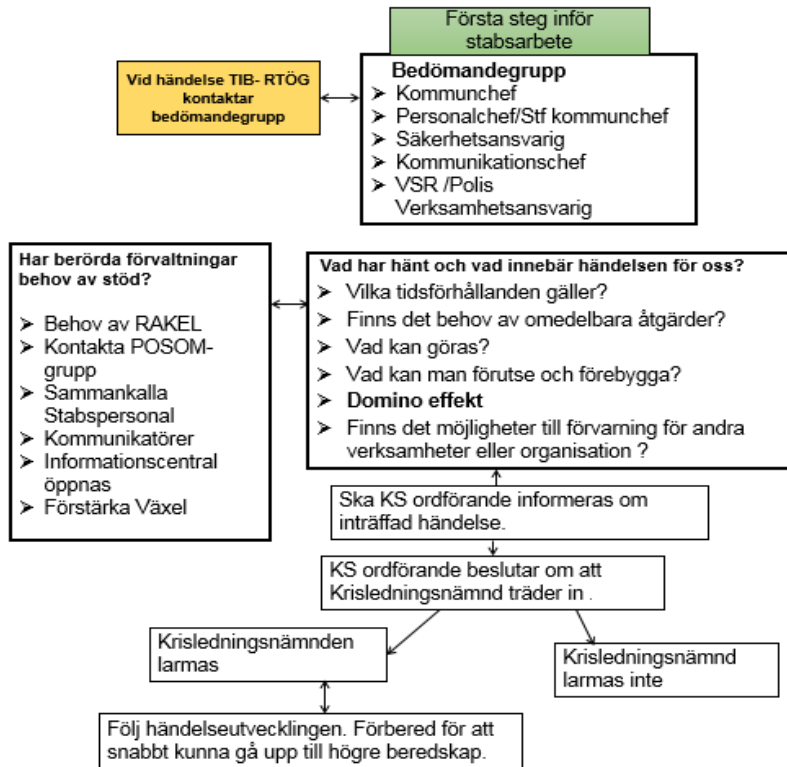 Första steg inför
stabsarbete
Vid händelse TIB- RTÖG
kontaktar
bedömandegrupp
Bedömandegrupp
➤ Kommunchef
➤ Personalchef/Stf kommunchef
➤ Säkerhetsansvarig
➤ Kommunikationschef
➤ VSR /Polis
Verksamhetsansvarig
Har berörda förvaltningar
behov av stöd?
➤ Behov av RAKEL
➤ Kontakta POSOM-
grupp
➤ Sammankalla
Stabspersonal
➤ Kommunikatörer
➤ Informationscentral
öppnas
➤ Förstärka Växel
Vad har hänt och vad innebär händelsen för oss?
➤ Vilka tidsförhållanden gäller?
➤ Finns det behov av omedelbara åtgärder?
➤ Vad kan göras?
➤ Vad kan man förutse och förebygga?
➤ Domino effekt
➤ Finns det möjligheter till förvarning för andra
verksamheter eller organisation ?
Ska KS ordförande informeras om
inträffad händelse.
KS ordförande beslutar om att
Krisledningsnämnd träder in .
Krisledningsnämnden
larmas
Krisledningsnämnd
larmas inte
Följ händelseutvecklingen. Förbered för att
snabbt kunna gå upp till högre beredskap.